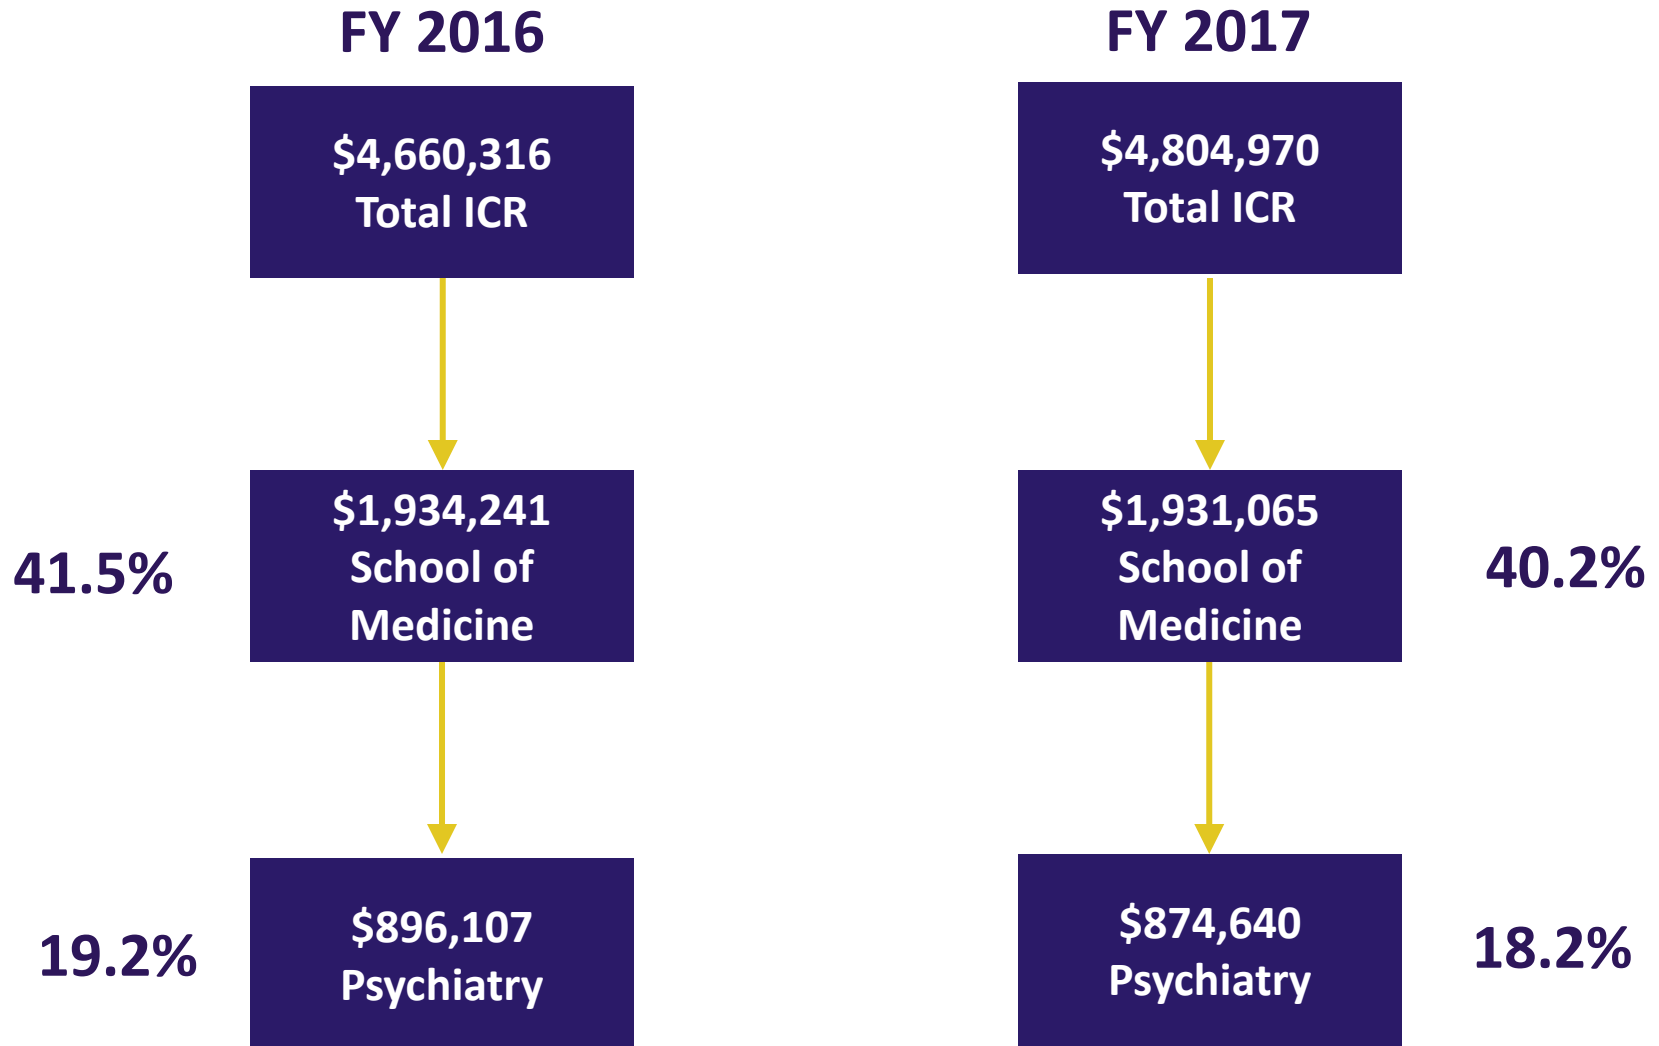 FY 2016
$4,660,316
Total ICR
41.5%
$1,934,241
School of
Medicine
19.2%
$896,107
Psychiatry
FY 2017
$4,804,970
Total ICR
$1,931,065
School of
Medicine
40.2%
$874,640
Psychiatry
18.2%